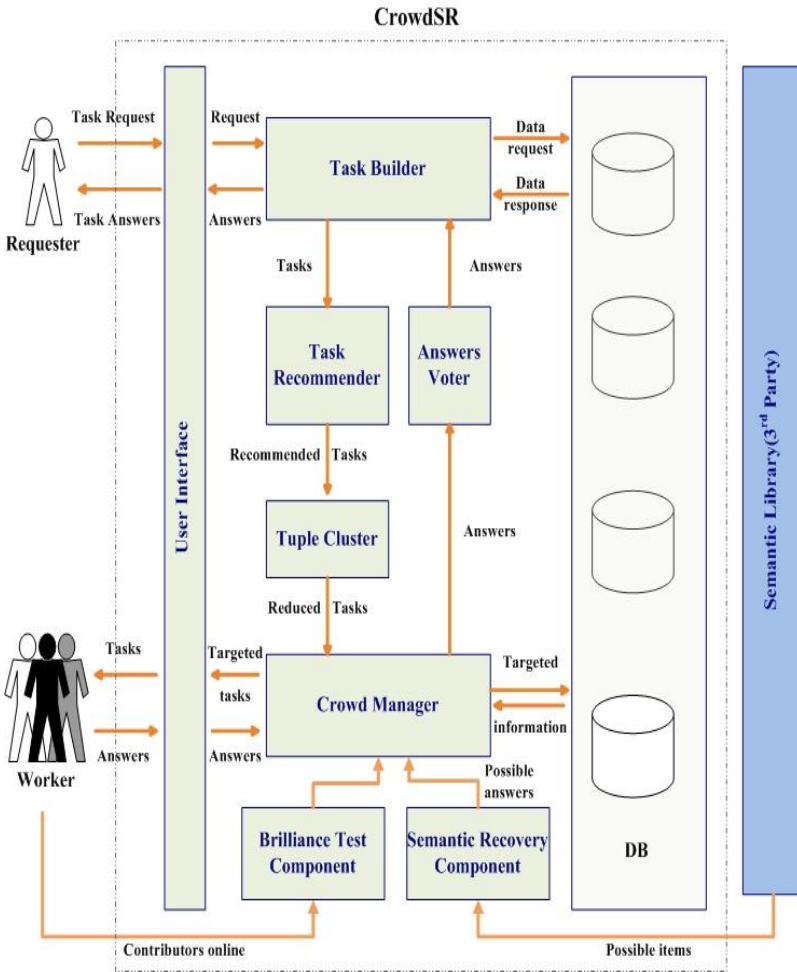 CrowdSR
Task Request
Request
Task Builder
Data
request
Data
response
Task Answers
Answers
Requester
Tasks
Answers
Task
Recommender
Answers
Voter
User Interface
Semantic Library(3rd Party)
Recommended Tasks
Tuple Cluster
Answers
Reduced Tasks
Tasks
Targeted
tasks
Crowd Manager
Targeted
information
Answers
Answers
Worker
Possible
answers
Brilliance Test
Component
Semantic Recovery
Component
DB
Contributors online
Possible items